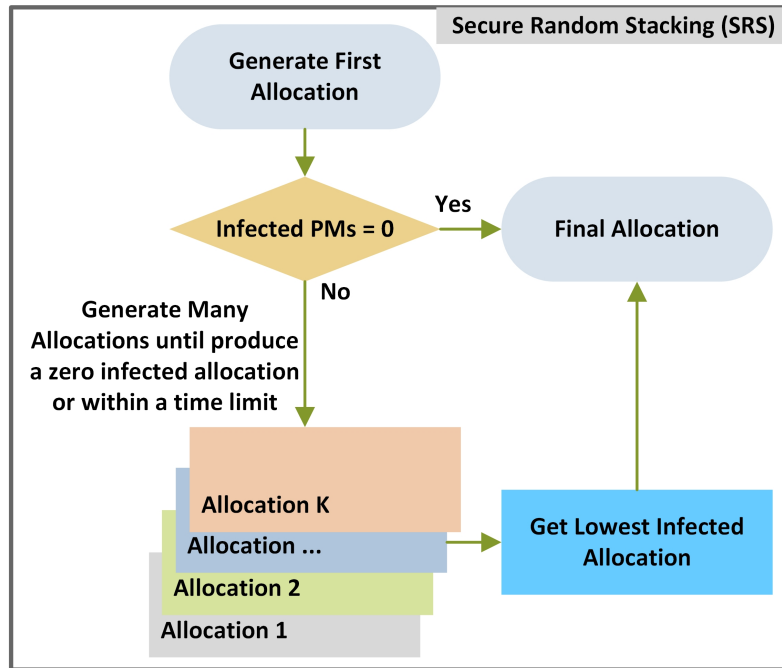 Secure Random Stacking (SRS)
Generate First
Allocation
Infected PMs = 0
Yes
Final Allocation
No
Generate Many
Allocations until produce
a zero infected allocation
or within a time limit
Allocation K
Allocation ...
Allocation 2
Allocation 1
Get Lowest Infected
Allocation